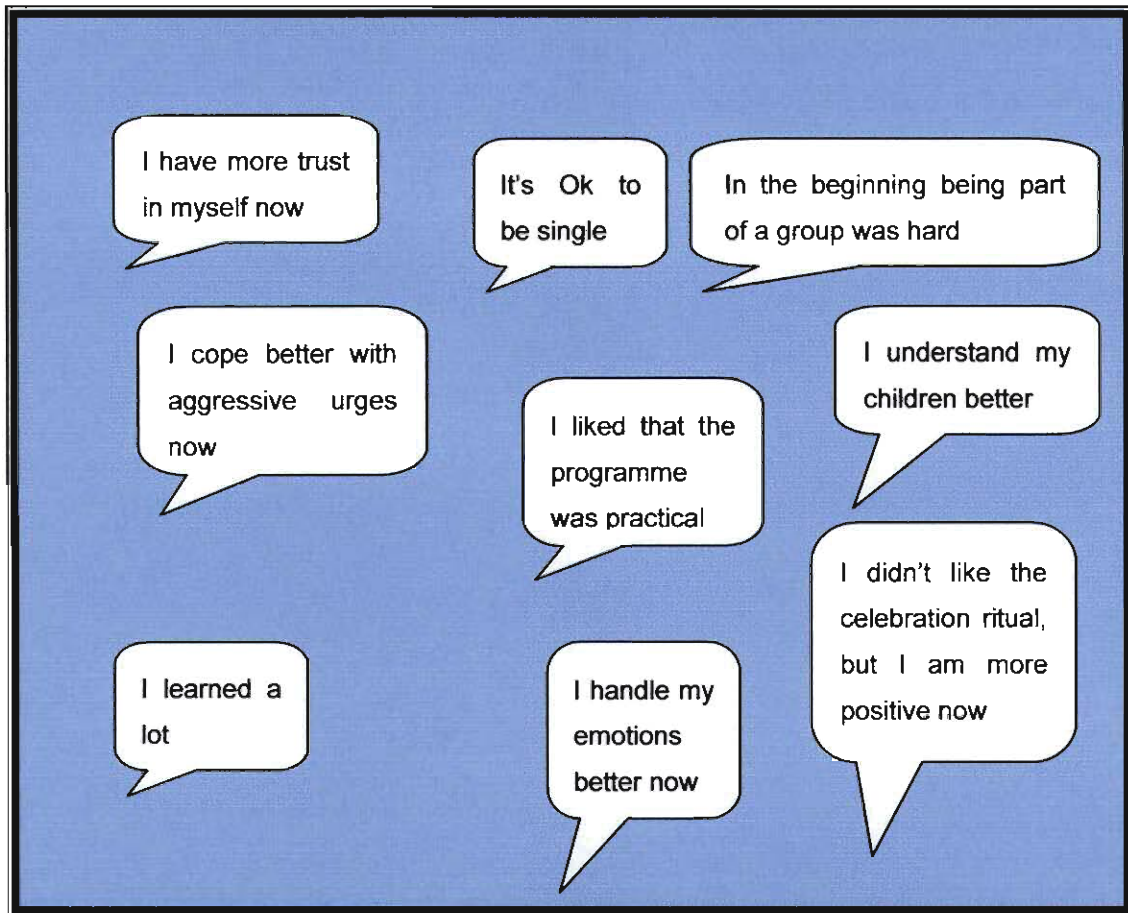 I have more trust
in myself now
It's Ok to
be single
In the beginning being part
of a group was hard
I cope better with
aggressive urges
now
I understand my
children better
I liked that the
programme
was practical
I didn't like the
celebration ritual,
but I am more
positive now
I learned a
lot
I handle my
emotions
better now